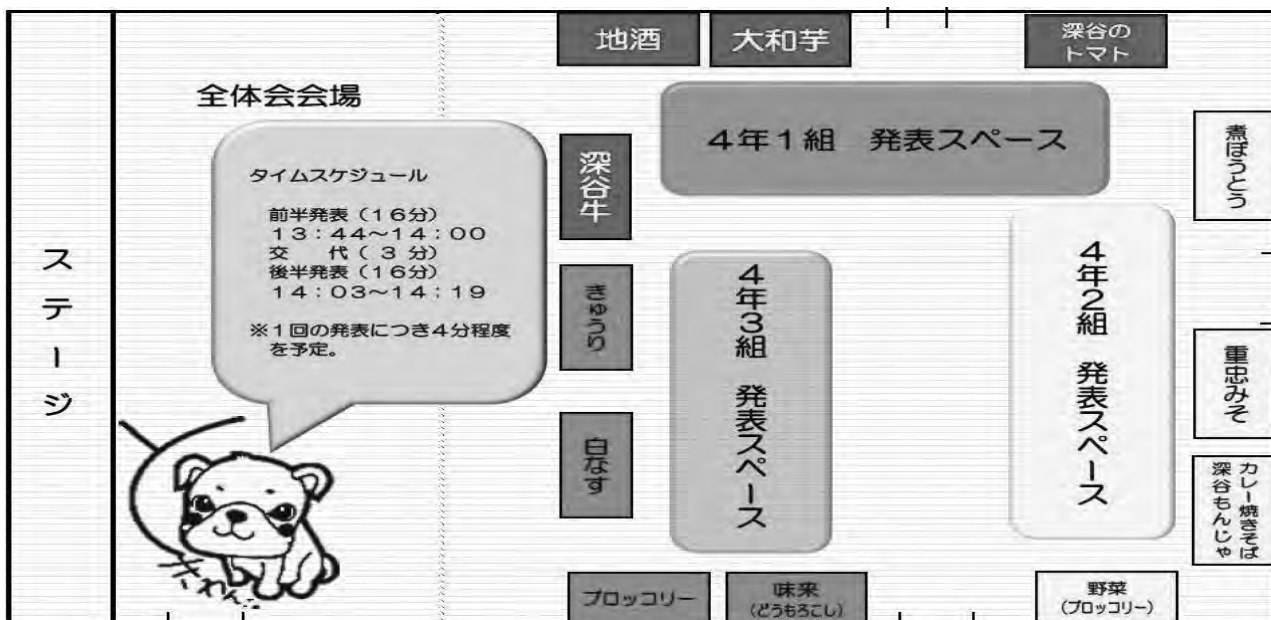 ステージ
全体会会場
タイムスケジュール
前半発表（１６分）
１３：４４～１４：００
交　　代（ ３ 分）
後半発表（１６分）
１４：０３～１４：１９
※１回の発表につき４分程度
を予定。
地酒
大和芋
深谷の
トマト
４年１組　発表スペース
深谷牛
きゅうり
白なす
４年３組　発表スペース
４年２組　発表スペース
煮ぼうとう
重忠みそ
カレー焼きそば
深谷もんじゃ
ブロッコリー
味来
（どうもろこし）
野菜
（ブロッコリー）